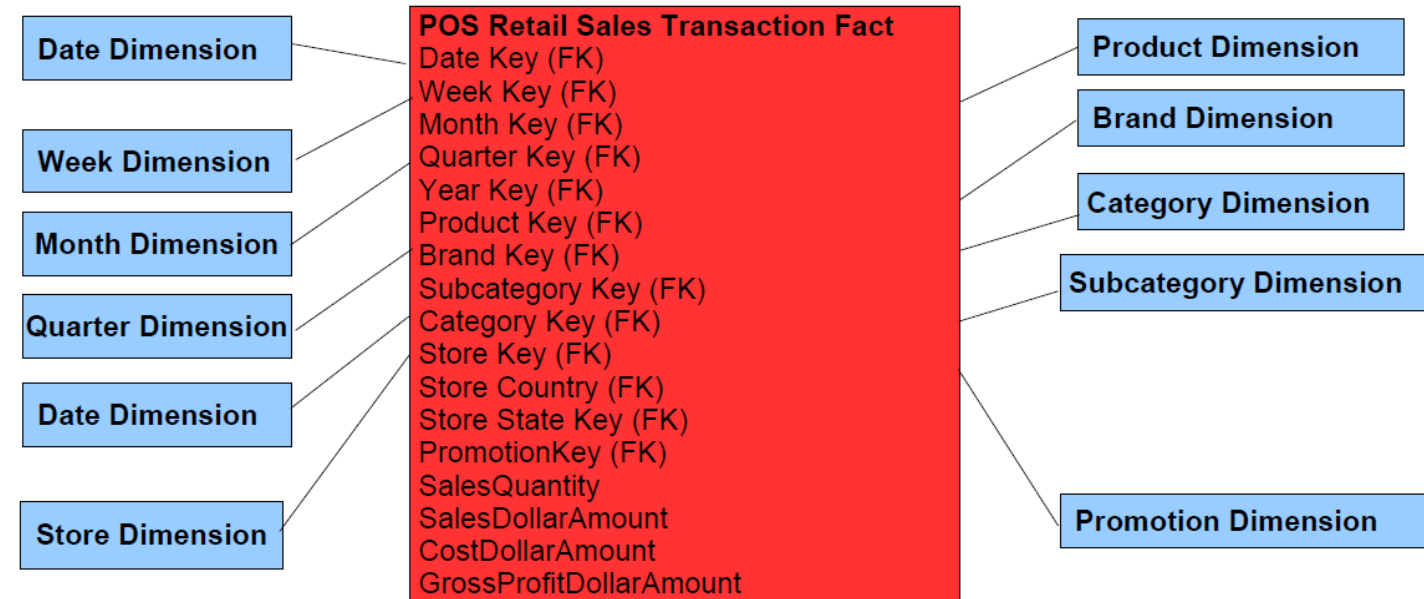 Date Dimension
Week Dimension
Month Dimension
Quarter Dimension
Date Dimension
Store Dimension
POS Retail Sales Transaction Fact
Date Key (FK)
Week Key (FK)
Month Key (FK)
Quarter Key (FK)
Year Key (FK)
Product Key (FK)
Brand Key (FK)
Subcategory Key (FK)
Category Key (FK)
Store Key (FK)
Store Country (FK)
Store State Key (FK)
PromotionKey (FK)
SalesQuantity
SalesDollarAmount
CostDollarAmount
GrossProfitDollarAmount
Product Dimension
Brand Dimension
Category Dimension
Subcategory Dimension
Promotion Dimension